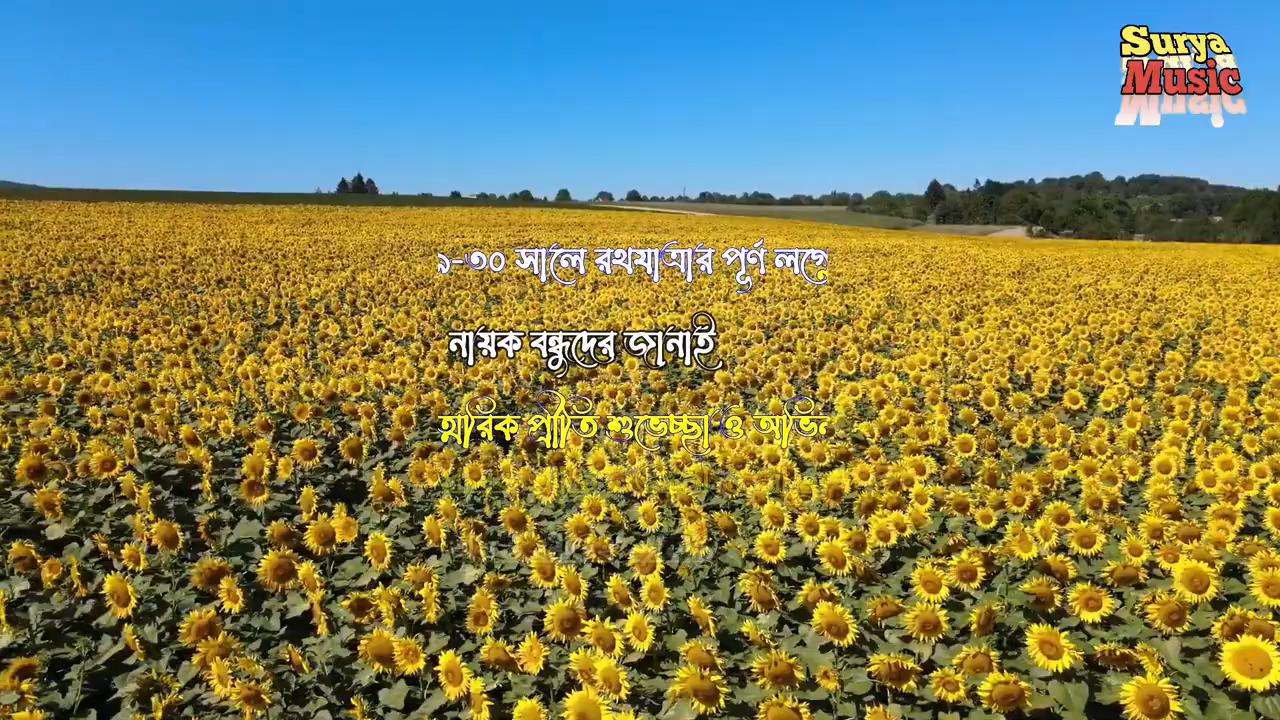 Surya
Music
৯-৩০ সালে রথযাত্রার পূর্ণ লগ্নে
নায়ক বন্ধুদের জানাই
প্রীতি শুভেচ্ছা ও